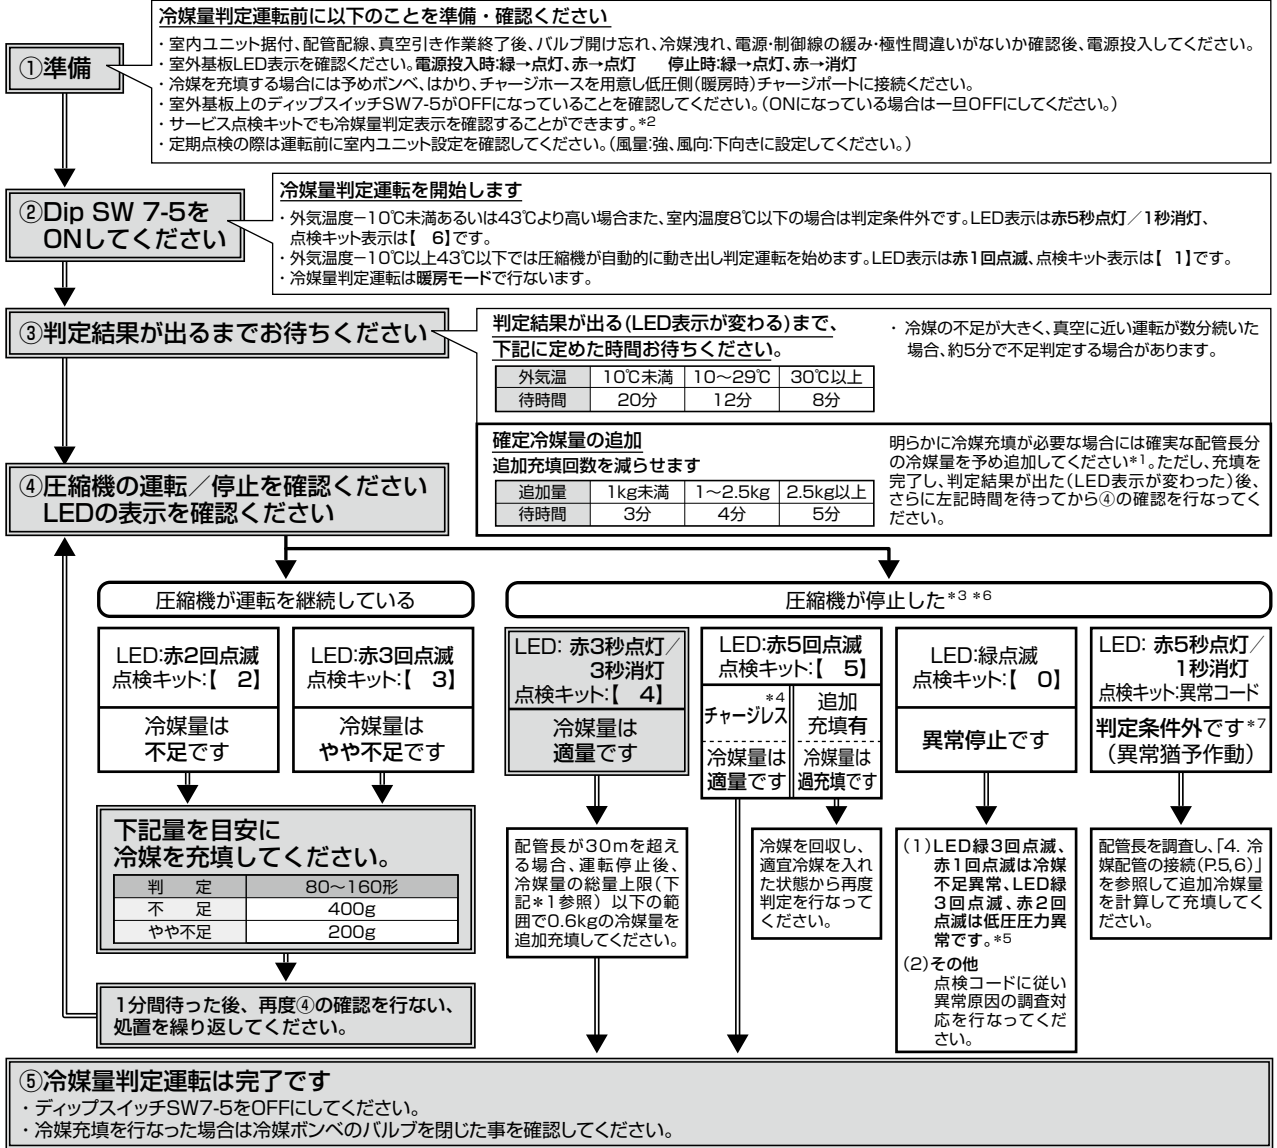 冷媒量判定運転前に以下のことを準備・確認ください
①準備
・室内ユニット据付、配管配線、真空引き作業終了後、バルブ開け忘れ、冷媒洩れ、電源・制御線の緩み・極性間違いがないか確認後、電源投入してください。
・室外基板LED表示を確認ください。電源投入時:緑→点灯、赤→点灯　停止時:緑→点灯、赤→消灯
・冷媒を充填する場合には予めボンベ、はかり、チャージホースを用意し低圧側(暖房時)チャージポートに接続ください。
・室外基板上のディップスイッチSW7-5がOFFになっていることを確認してください。(ONになっている場合は一旦OFFにしてください。)
・サービス点検キットでも冷媒量判定表示を確認することができます。*2
・定期点検の際は運転前に室内ユニット設定を確認してください。(風量:強、風向:下向きに設定してください。)
②Dip SW 7-5を
ONしてください
冷媒量判定運転を開始します
・外気温度－10℃未満あるいは43℃より高い場合また、室内温度8℃以下の場合は判定条件外です。LED表示は赤5秒点灯／1秒消灯、
点検キット表示は【　6】です。
・外気温度－10℃以上43℃以下では圧縮機が自動的に動き出し判定運転を始めます。LED表示は赤1回点滅、点検キット表示は【　1】です。
・冷媒量判定運転は暖房モードで行ないます。
③判定結果が出るまでお待ちください
判定結果が出る(LED表示が変わる)まで、
下記に定めた時間お待ちください。
外気温 10℃未満 10～29℃ 30℃以上
待時間 20分 12分 8分
・冷媒の不足が大きく、真空に近い運転が数分続いた
場合、約5分で不足判定する場合があります。
④圧縮機の運転／停止を確認ください
LEDの表示を確認ください
確定冷媒量の追加
追加充填回数を減らせます
追加量 1kg未満 1～2.5kg 2.5kg以上
待時間 3分 4分 5分
明らかに冷媒充填が必要な場合には確実な配管長分
の冷媒量を予め追加してください*1。ただし、充填を
完了し、判定結果が出た(LED表示が変わった)後、
さらに左記時間を待ってから④の確認を行なってく
ださい。
圧縮機が運転を継続している
LED:赤2回点滅
点検キット:【　2】
冷媒量は
不足です
LED:赤3回点滅
点検キット:【　3】
冷媒量は
やや不足です
下記量を目安に
冷媒を充填してください。
判　定 80～160形
不　足 400g
やや不足 200g
1分間待った後、再度④の確認を行ない、
処置を繰り返してください。
圧縮機が停止した*3 *6
LED: 赤3秒点灯／
3秒消灯
点検キット:【　4】
冷媒量は
適量です
配管長が30mを超え
る場合、運転停止後、
冷媒量の総量上限(下
記*1参照) 以下の範
囲で0.6kgの冷媒量を
追加充填してください。
LED:赤5回点滅
点検キット:【　5】
*4
チャージレス
冷媒量は
適量です
追加
充填有
冷媒量は
過充填です
冷媒を回収し、
適宜冷媒を入れ
た状態から再度
判定を行なって
ください。
LED:緑点滅
点検キット:【　0】
異常停止です
(1)LED緑3回点滅、
赤1回点滅は冷媒
不足異常、LED緑
3回点滅、赤2回
点滅は低圧圧力異
常です。*5
(2)その他
点検コードに従い
異常原因の調査対
応を行なってくだ
さい。
LED: 赤5秒点灯／
1秒消灯
点検キット:異常コード
判定条件外です*7
(異常猶予作動)
配管長を調査し、「4. 冷
媒配管の接続(P.5,6)」
を参照して追加冷媒量
を計算して充填してく
ださい。
⑤冷媒量判定運転は完了です
・ディップスイッチSW7-5をOFFにしてください。
・冷媒充填を行なった場合は冷媒ボンベのバルブを閉じた事を確認してください。